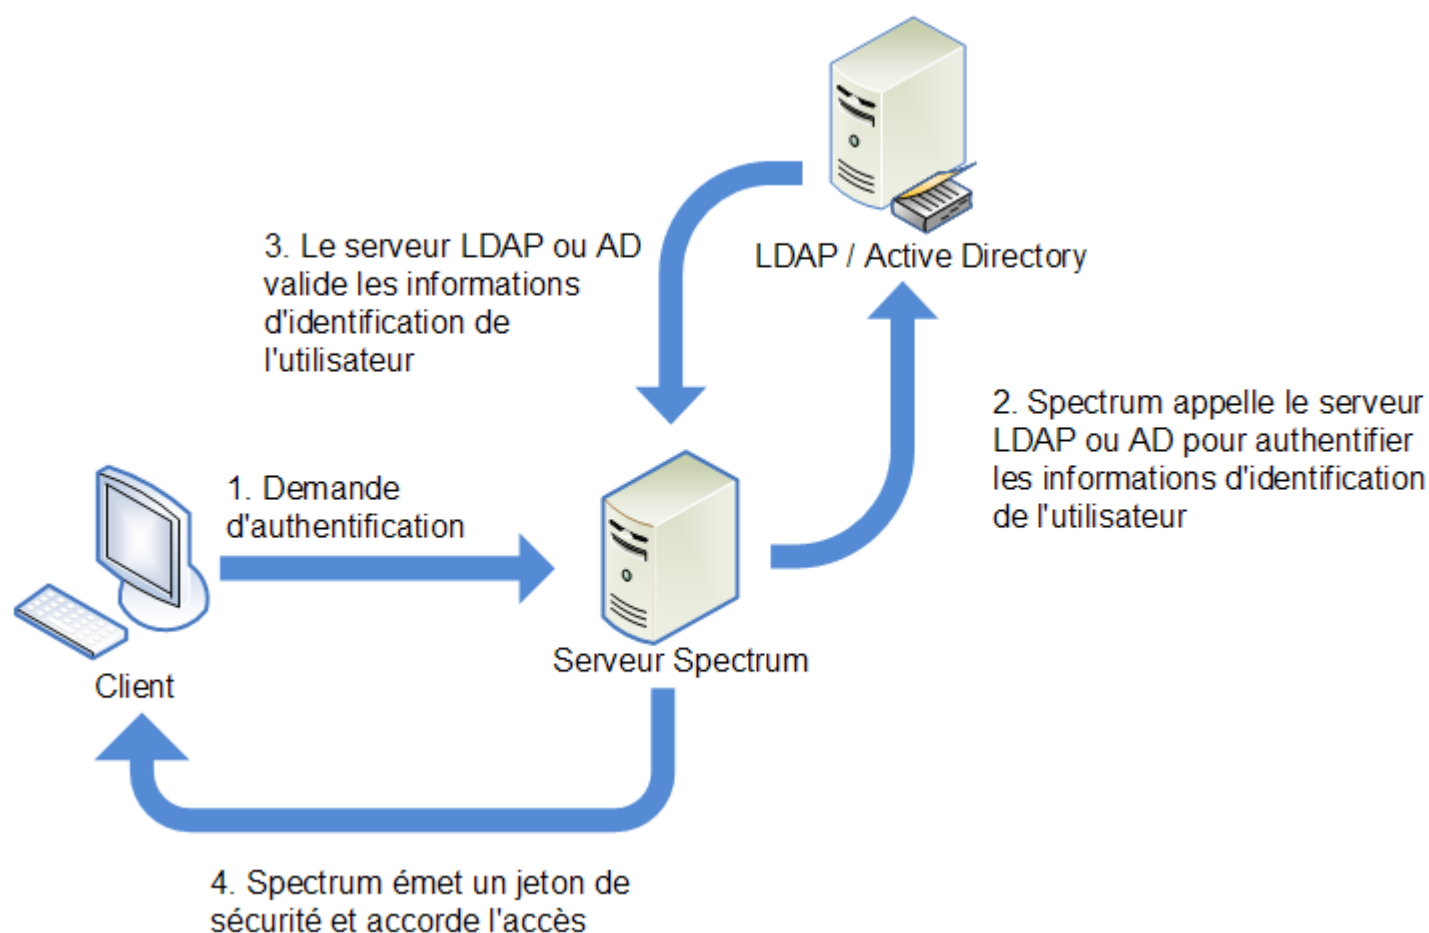 LDAP / Active Directory
3. Le serveur LDAP ou AD
valide les informations
d'identification de
l'utilisateur
2. Spectrum appelle le serveur
LDAP ou AD pour authentifier
les informations d'identification
de l'utilisateur
1. Demande
d'authentification
Serveur Spectrum
Client
4. Spectrum émet un jeton de
sécurité et accorde l'accès